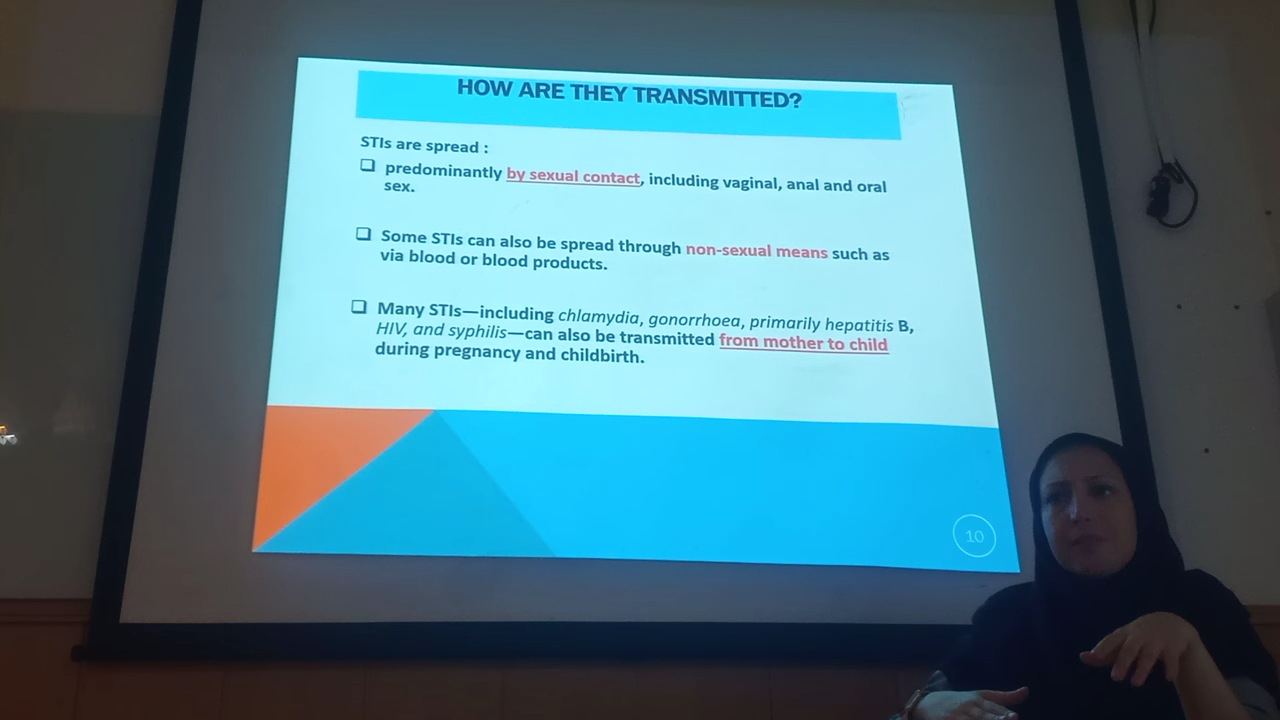 HOW ARE THEY TRANSMITTED?
STIs are spread :
❑ predominantly by sexual contact, including vaginal, anal and oral
sex.
❑ Some STIs can also be spread through non-sexual means such as
via blood or blood products.
❑ Many STIs—including chlamydia, gonorrhoea, primarily hepatitis B,
HIV, and syphilis—can also be transmitted from mother to child
during pregnancy and childbirth.
10